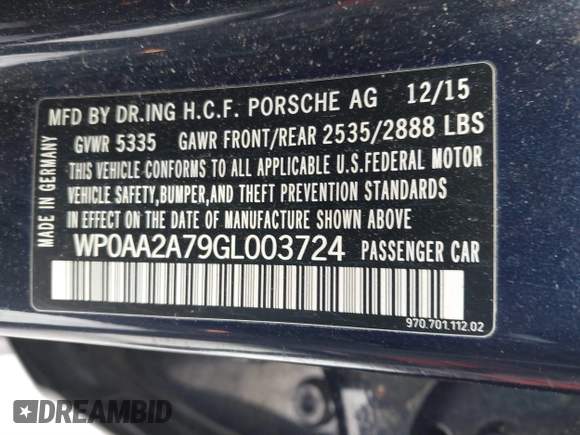 MFD BY DR.ING H.C.F. PORSCHE AG 12/15
GVWR 5335 GAWR FRONT/REAR 2535/2888 LBS
THIS VEHICLE CONFORMS TO ALL APPLICABLE U.S.FEDERAL MOTOR
VEHICLE SAFETY,BUMPER,AND THEFT PREVENTION STANDARDS
IN EFFECT ON THE DATE OF MANUFACTURE SHOWN ABOVE
WP0AA2A79GL003724 PASSENGER CAR
MADE IN GERMANY
970.701.112.02
DREAMBID